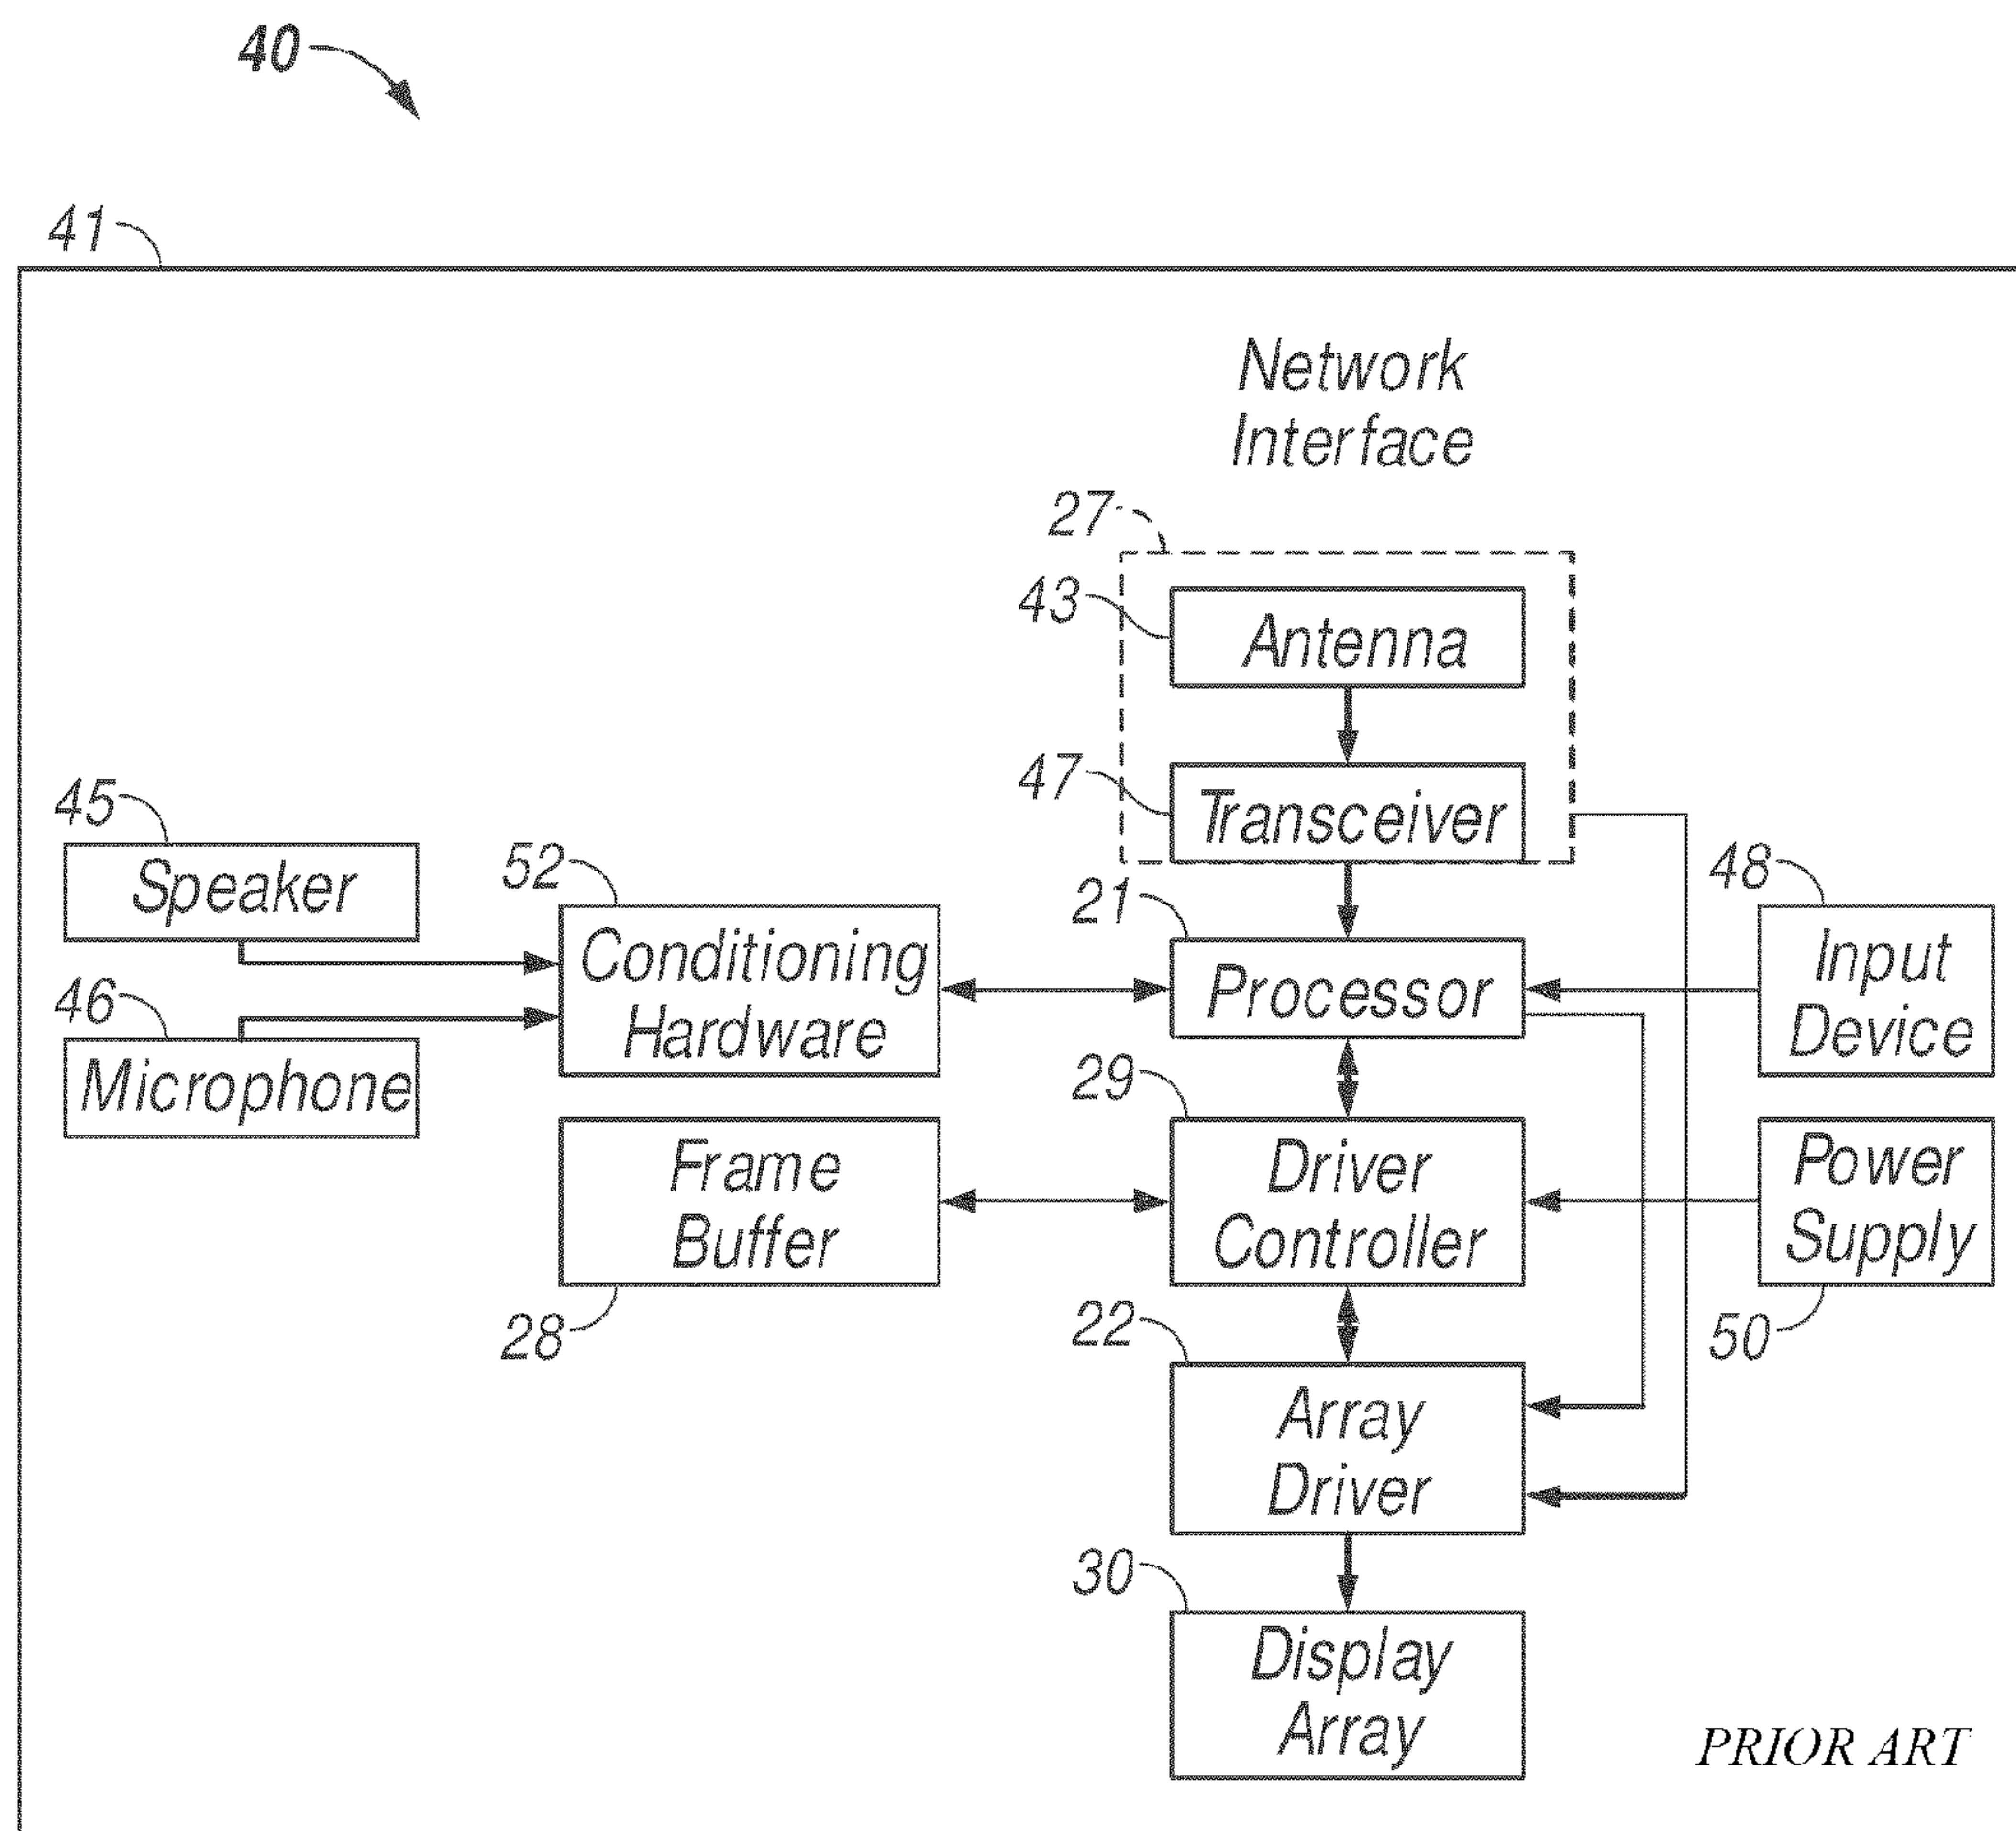 40
41
Network
Interface
27
43
Antenna
47
Transceiver
45
Speaker
52
Conditioning
Hardware
21
Processor
48
Input
Device
46
Microphone
29
Driver
Controller
Frame
Buffer
28
Power
Supply
50
22
Array
Driver
30
Display
Array
PRIOR ART